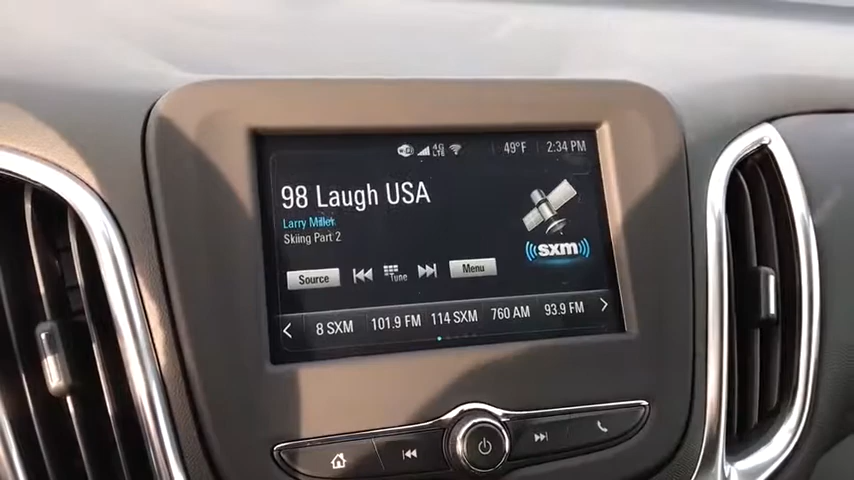 4G LTE 49°F 2:34 PM
98 Laugh USA
Larry Miller
Skiing Part 2
((sxm))
Source Tune Menu
8 SXM 101.9 FM 114 SXM 760 AM 93.9 FM